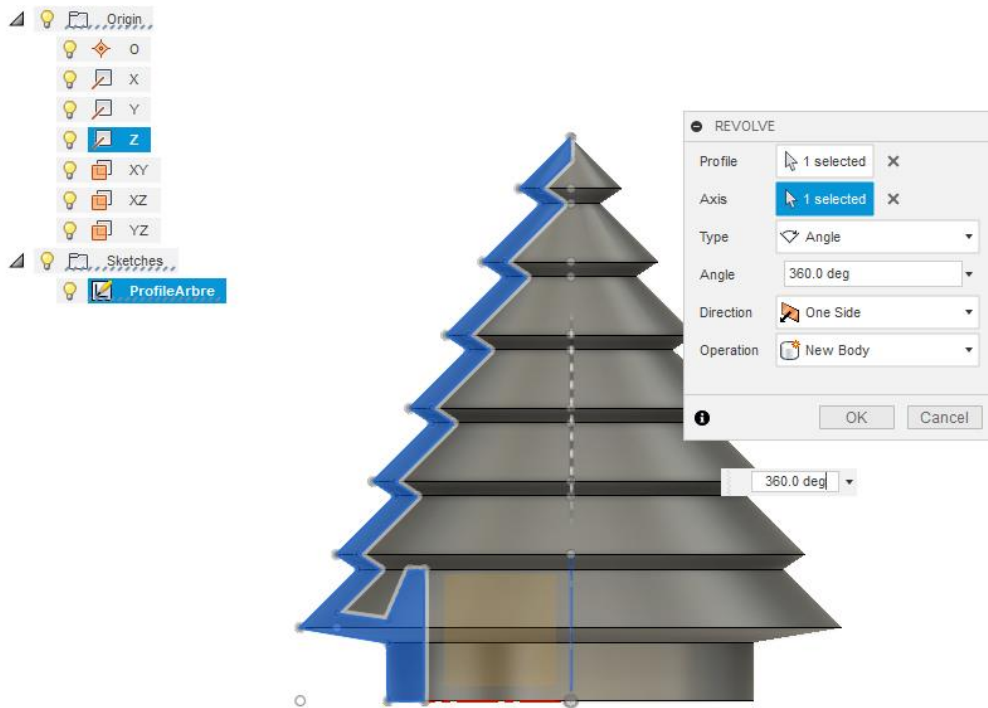 Origin
O
X
Y
Z
XY
XZ
YZ
Sketches
ProfileArbre
REVOLVE
Profile 1 selected
Axis 1 selected
Type Angle
Angle 360.0 deg
Direction One Side
Operation New Body
OK Cancel
360.0 deg